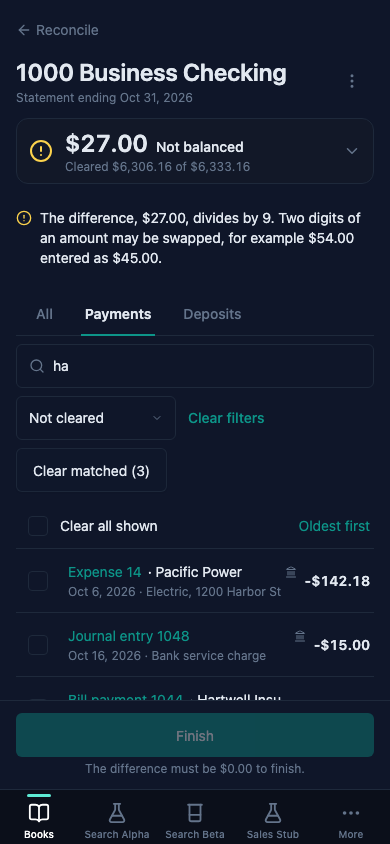 Reconcile
1000 Business Checking
Statement ending Oct 31, 2026
$27.00 Not balanced
Cleared $6,306.16 of $6,333.16
The difference, $27.00, divides by 9. Two digits of
an amount may be swapped, for example $54.00
entered as $45.00.
All Payments Deposits
ha
Not cleared Clear filters
Clear matched (3)
Clear all shown Oldest first
Expense 14 · Pacific Power -$142.18
Oct 6, 2026 · Electric, 1200 Harbor St
Journal entry 1048 -$15.00
Oct 16, 2026 · Bank service charge
Bill payment 1044 · Hartwell Insu
Finish
The difference must be $0.00 to finish.
Books Search Alpha Search Beta Sales Stub More